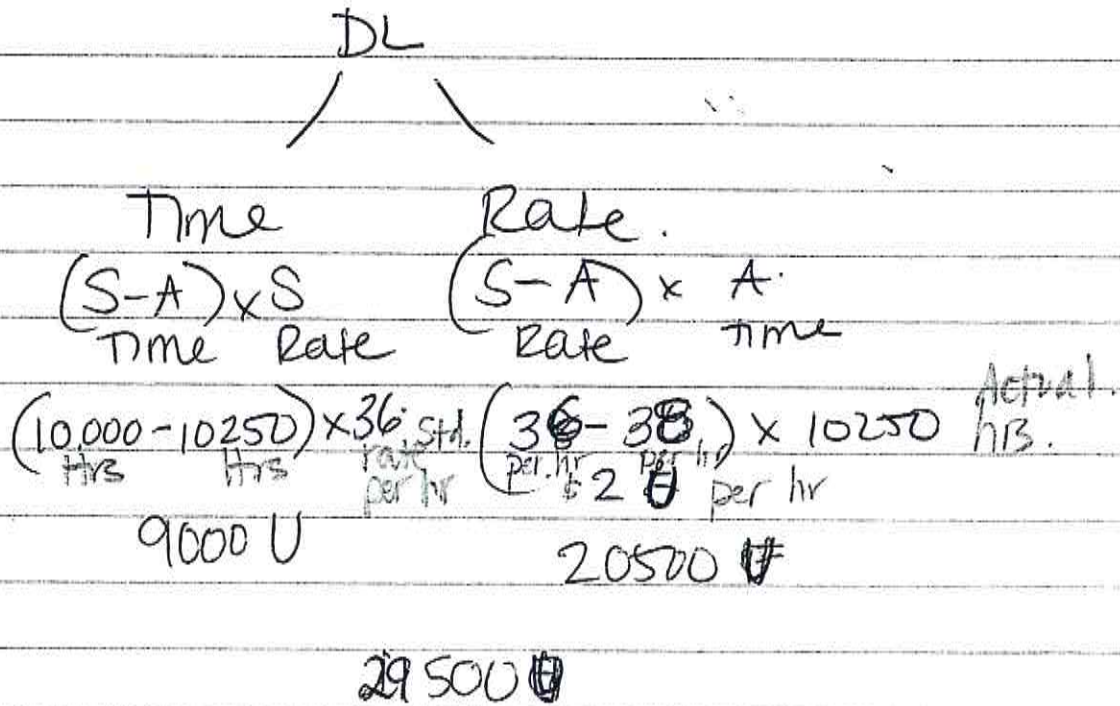 DL
Time Rate.
(S-A) x S (S-A) x A.
Time Rate Rate Time
(10,000 - 10250) x 36. Std. (36 - 38) x 10250 Actual.
Hrs Hrs rate per hr per hr hrs.
per hr $2 U per hr
9000 U 20500 U
29500 U